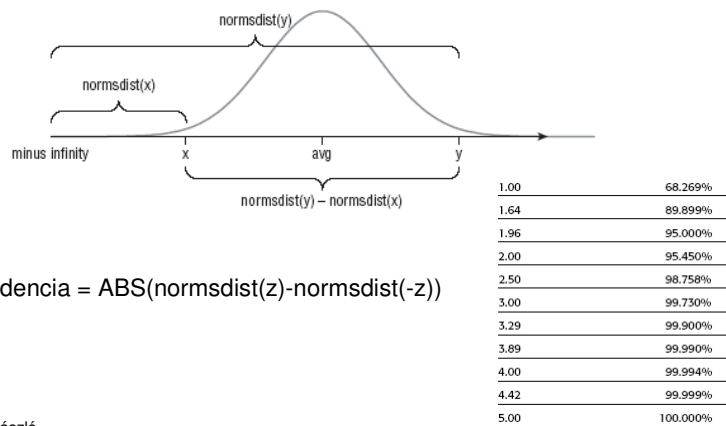 normsdist(y)
normsdist(x)
minus infinity x avg y
normsdist(y) – normsdist(x)
1.00 68.269%
1.64 89.899%
1.96 95.000%
2.00 95.450%
2.50 98.758%
3.00 99.730%
3.29 99.900%
3.89 99.990%
4.00 99.994%
4.42 99.999%
5.00 100.000%
dencia = ABS(normsdist(z)-normsdist(-z))